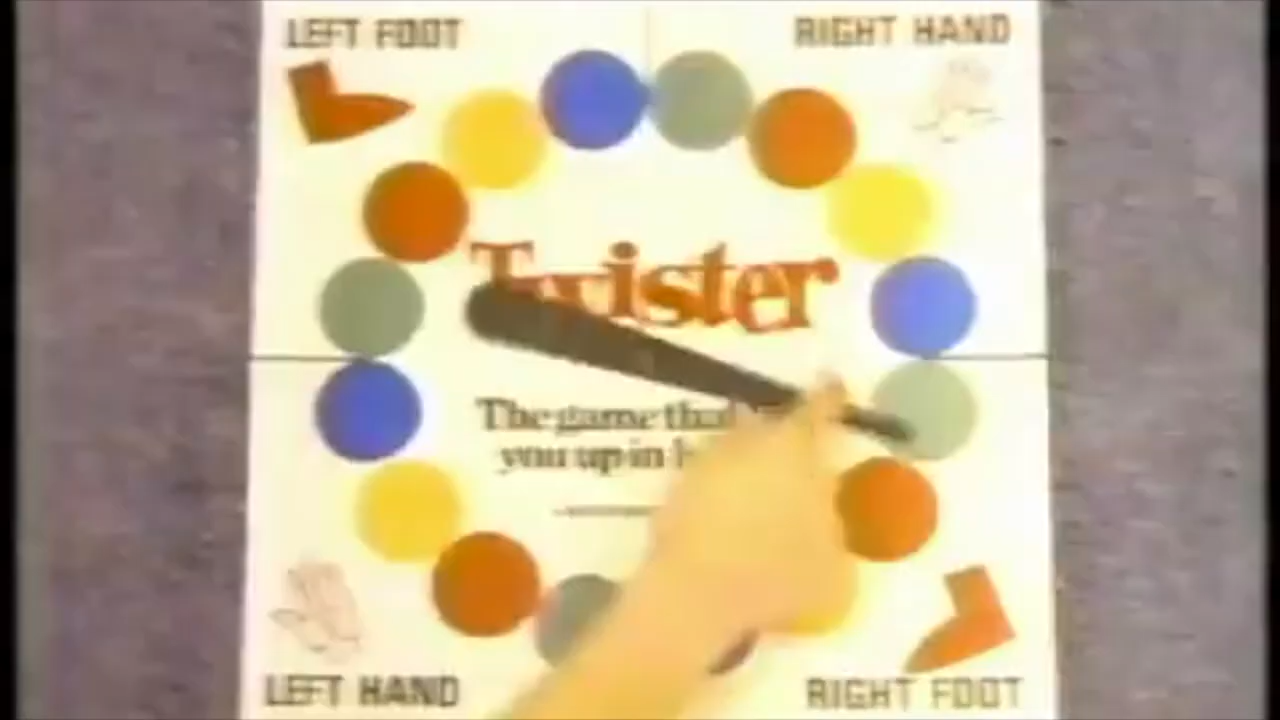 LEFT FOOT
RIGHT HAND
Twister
The game that
you up in
LEFT HAND
RIGHT FOOT